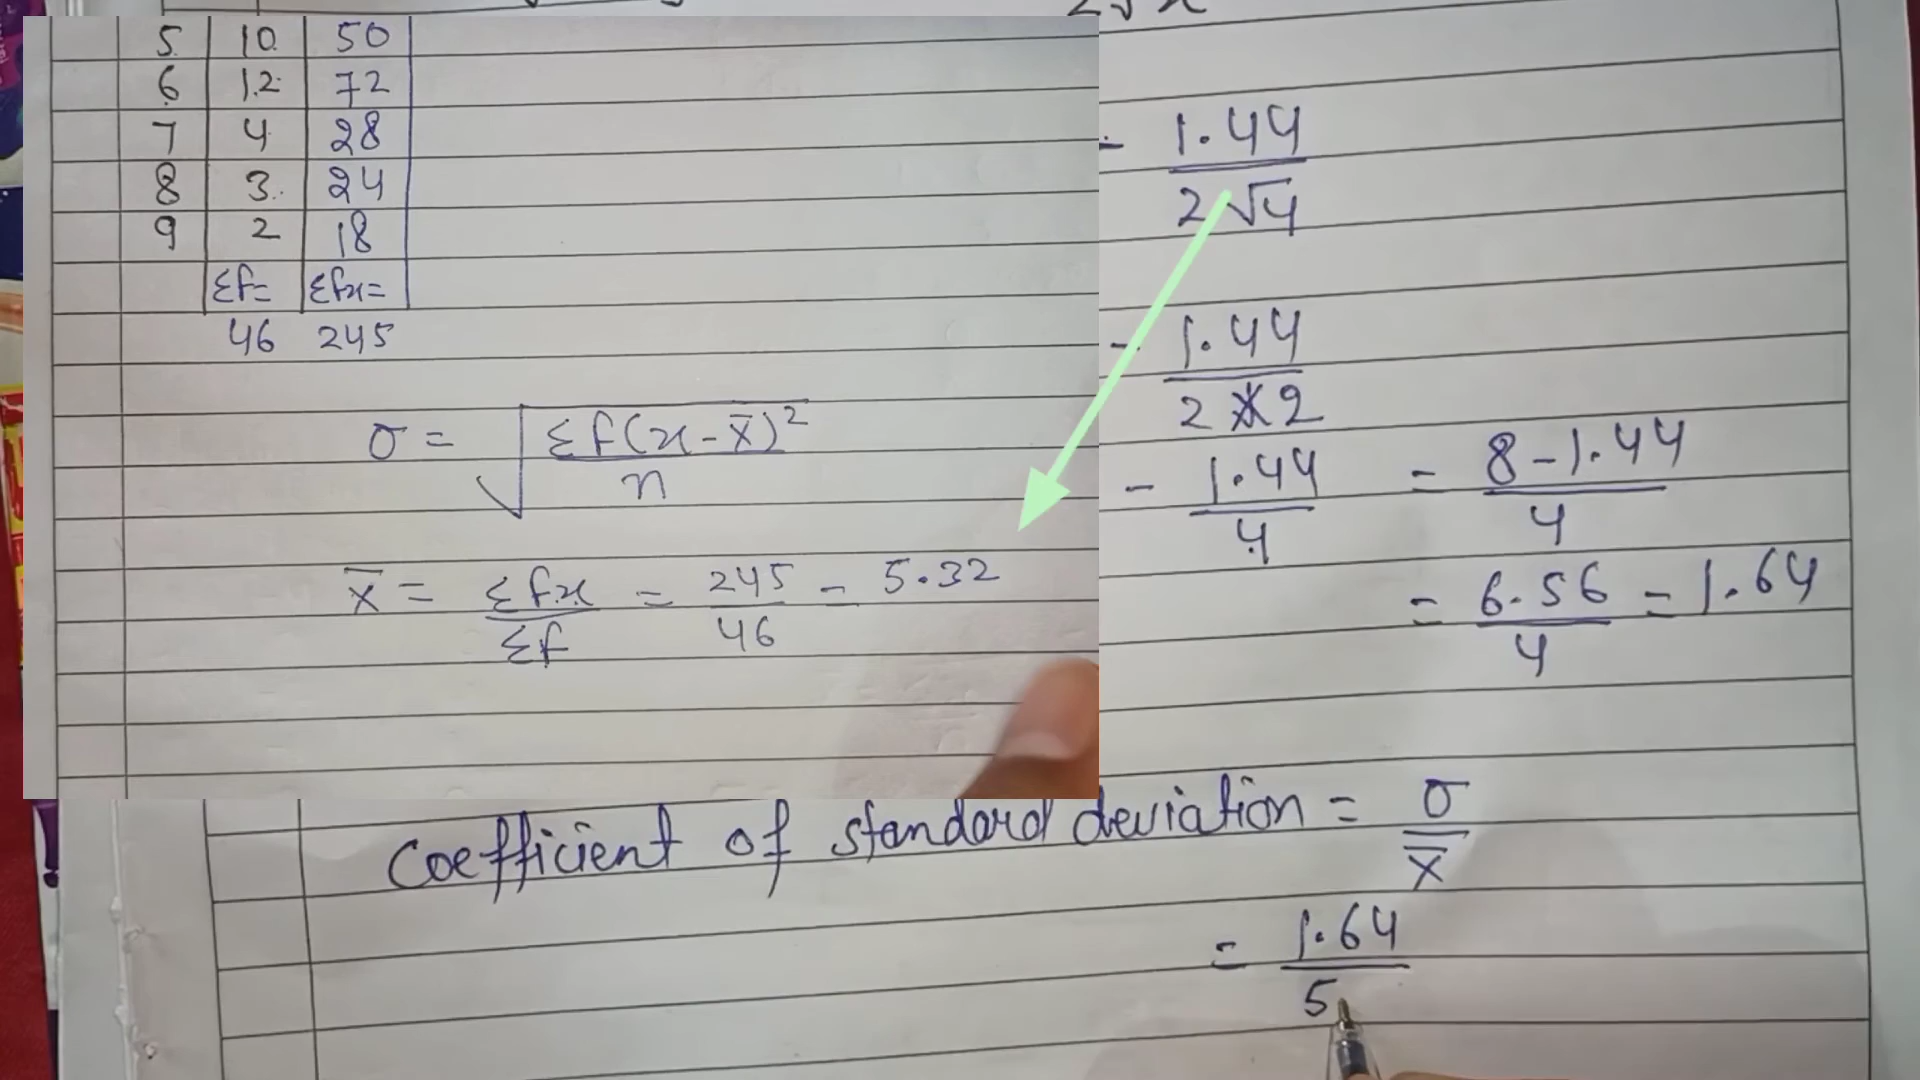 5 10 50
6 12 72
7 4 28
8 3 24
9 2 18
Σf= Σfx=
46 245
σ = √Σf(x-x̄)²/n
x̄ = Σfx/Σf = 245/46 = 5.32
- 1.44/2√4
- 1.44/2×2
- 1.44/4 = 8-1.44/4
= 6.56/4 = 1.64
Coefficient of standard deviation = σ/x̄
= 1.64/5